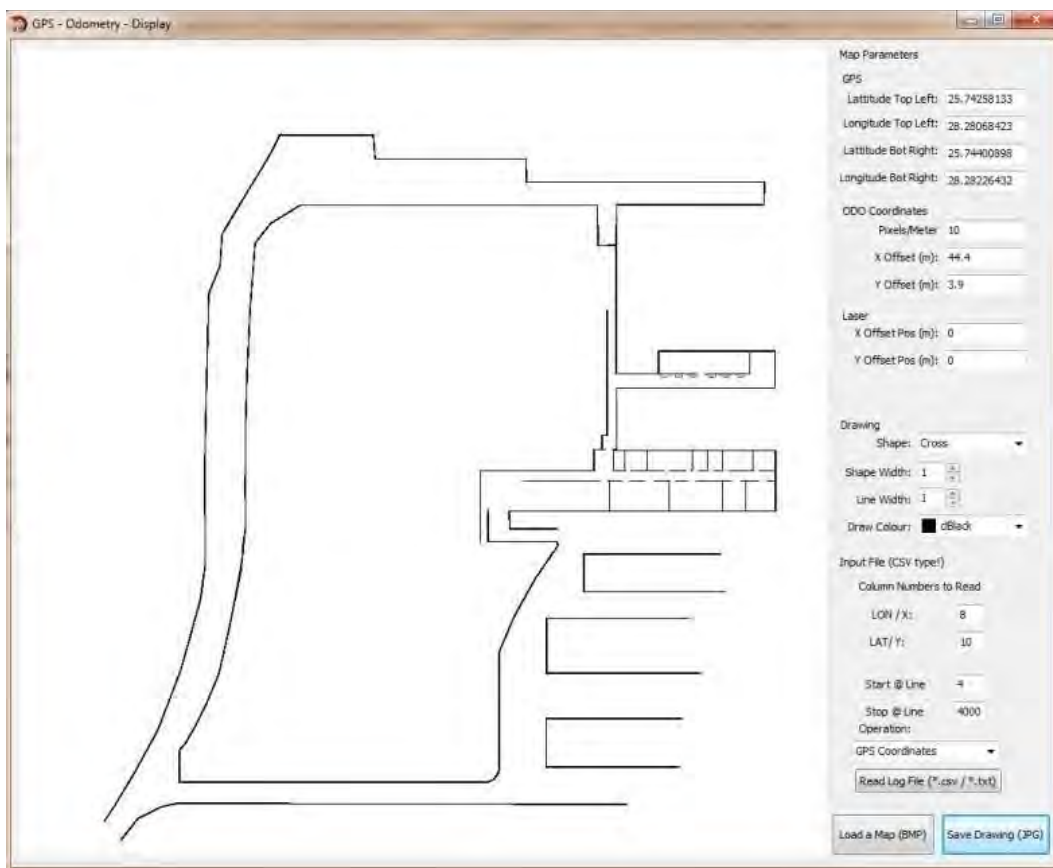 GPS - Odometry - Display
Map Parameters
GPS
Lattitude Top Left: 25.74258133
Longitude Top Left: 28.28068423
Lattitude Bot Right: 25.74400898
Longitude Bot Right: 28.28226432
ODO Coordinates
Pixels/Meter 10
X Offset (m): 44.4
Y Offset (m): 3.9
Laser
X Offset Pos (m): 0
Y Offset Pos (m): 0
Drawing
Shape: Cross
Shape Width: 1
Line Width: 1
Draw Colour: clBlack
Input File (CSV type!)
Column Numbers to Read
LON / X: 8
LAT/ Y: 10
Start @ Line 4
Stop @ Line 4000
Operation:
GPS Coordinates
Read Log File (*.csv / *.txt)
Load a Map (BMP) Save Drawing (JPG)